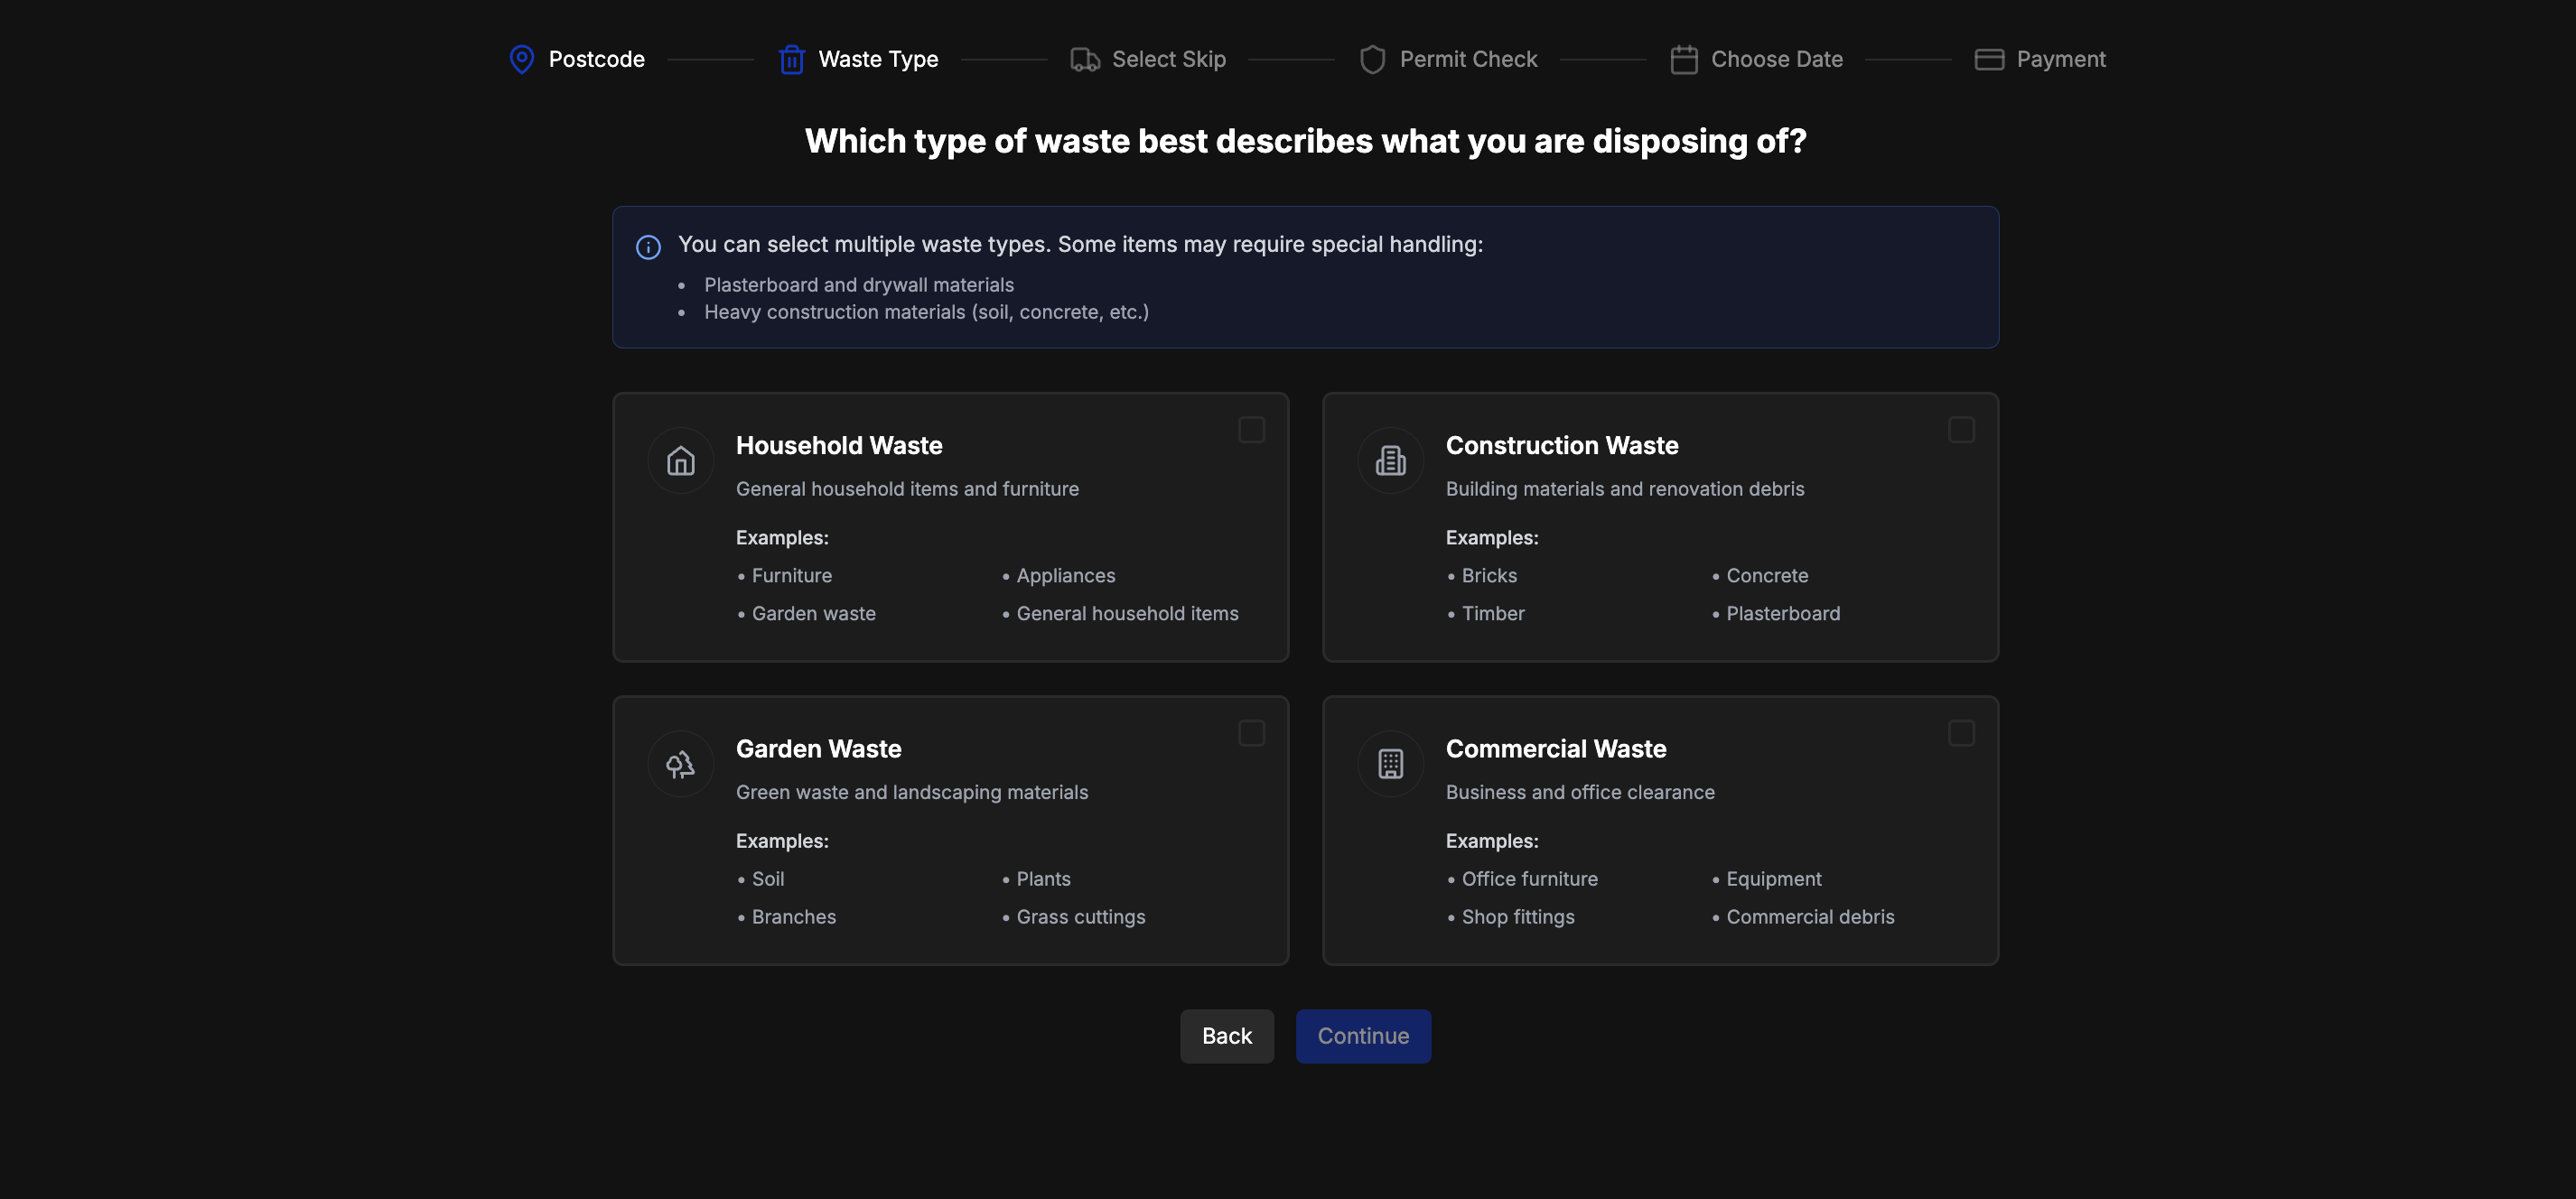 Postcode Waste Type Select Skip Permit Check Choose Date Payment
Which type of waste best describes what you are disposing of?
You can select multiple waste types. Some items may require special handling:
• Plasterboard and drywall materials
• Heavy construction materials (soil, concrete, etc.)
Household Waste
General household items and furniture
Examples:
• Furniture • Appliances
• Garden waste • General household items
Construction Waste
Building materials and renovation debris
Examples:
• Bricks • Concrete
• Timber • Plasterboard
Garden Waste
Green waste and landscaping materials
Examples:
• Soil • Plants
• Branches • Grass cuttings
Commercial Waste
Business and office clearance
Examples:
• Office furniture • Equipment
• Shop fittings • Commercial debris
Back Continue